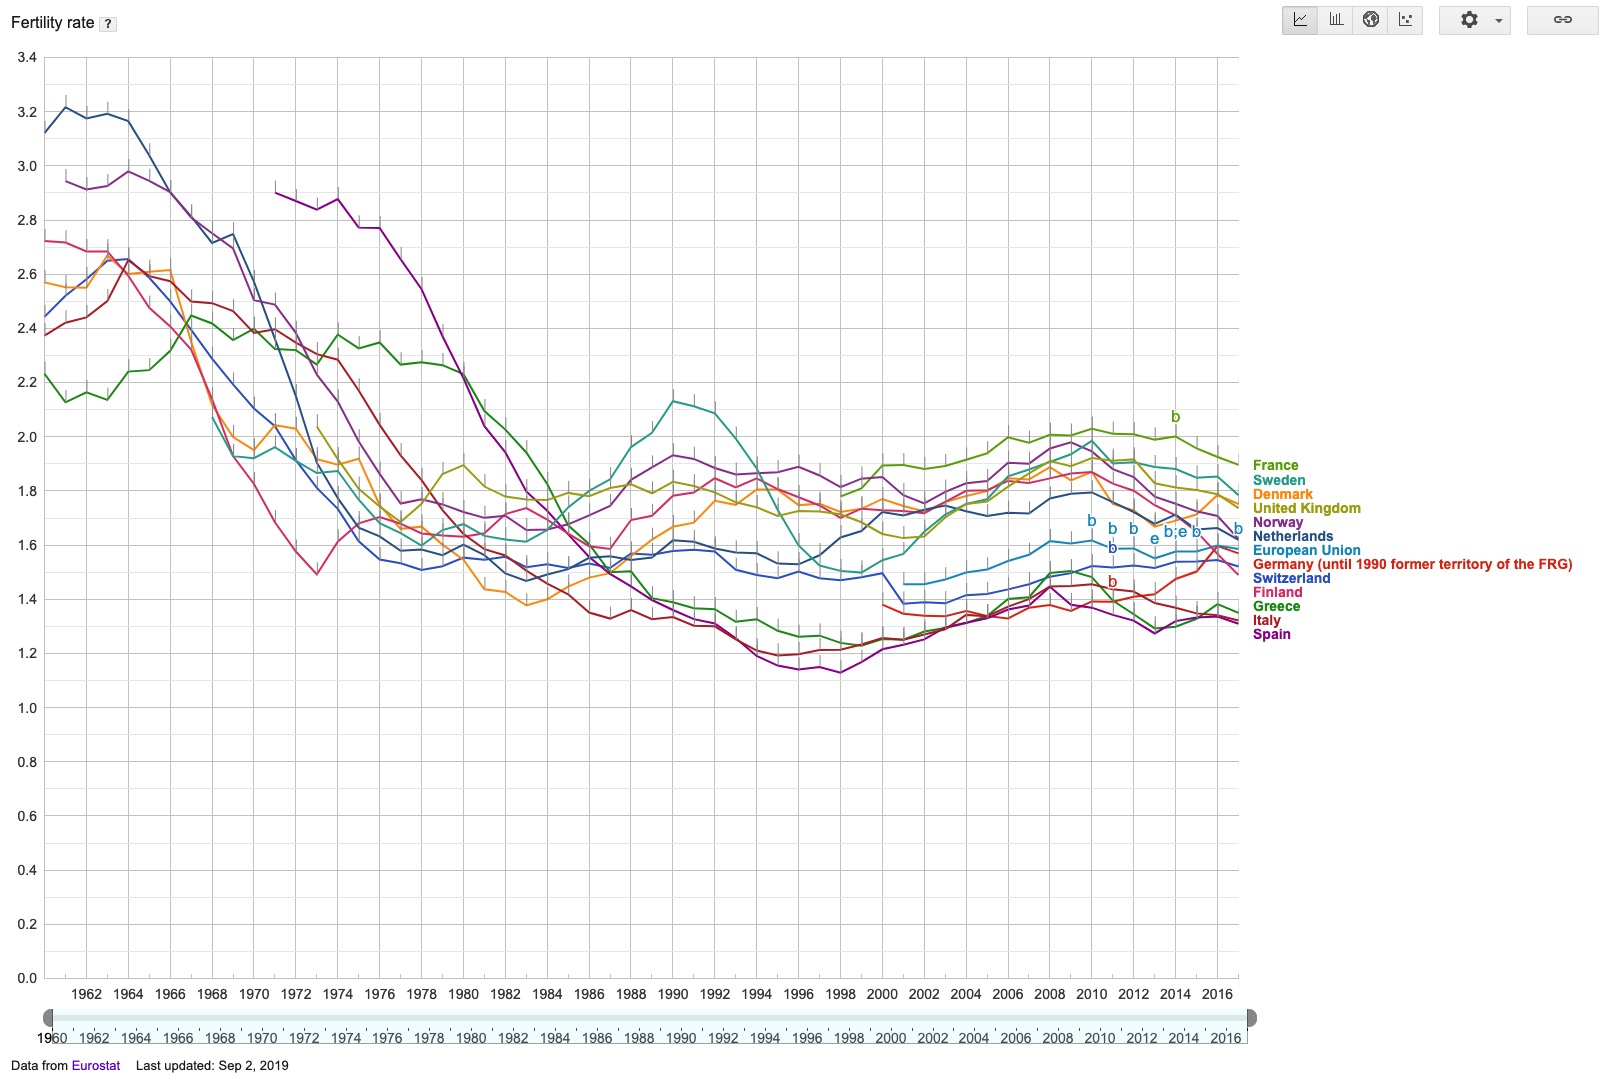 Fertility rate ?
3.4
3.2
3.0
2.8
2.6
2.4
2.2
2.0
1.8
1.6
1.4
1.2
1.0
0.8
0.6
0.4
0.2
0.0
b
b
b
b
e
b;e
b
b
b
b
France
Sweden
Denmark
United Kingdom
Norway
Netherlands
European Union
Germany (until 1990 former territory of the FRG)
Switzerland
Finland
Greece
Italy
Spain
1962 1964 1966 1968 1970 1972 1974 1976 1978 1980 1982 1984 1986 1988 1990 1992 1994 1996 1998 2000 2002 2004 2006 2008 2010 2012 2014 2016
1960 1962 1964 1966 1968 1970 1972 1974 1976 1978 1980 1982 1984 1986 1988 1990 1992 1994 1996 1998 2000 2002 2004 2006 2008 2010 2012 2014 2016
Data from Eurostat Last updated: Sep 2, 2019